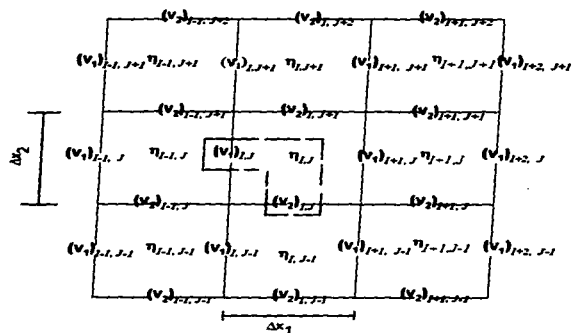 (v₂)I-1, J+2 (v₂)I, J+2 (v₂)I+1, J+2
(v₁)I-1, J+1 ηI-1, J+1 (v₁)I,J+1 ηI,J+1 (v₁)I+1, J+1 ηI+1, J+1 (v₁)I+2, J+1
(v₂)I-1, J+1 (v₂)I,J+1 (v₂)I+1, J+1
Δx₂ (v₁)I-1, J ηI-1, J (v₁)I,J ηI,J (v₁)I+1, J ηI+1, J (v₁)I+2, J
(v₂)I-1, J (v₂)I,J (v₂)I+1, J
(v₁)I-1, J-1 ηI-1, J-1 (v₁)I, J-1 ηI, J-1 (v₁)I+1, J-1 ηI+1, J-1 (v₁)I+2, J-1
(v₂)I-1, J-1 (v₂)I, J-1 (v₂)I+1, J-1
Δx₁